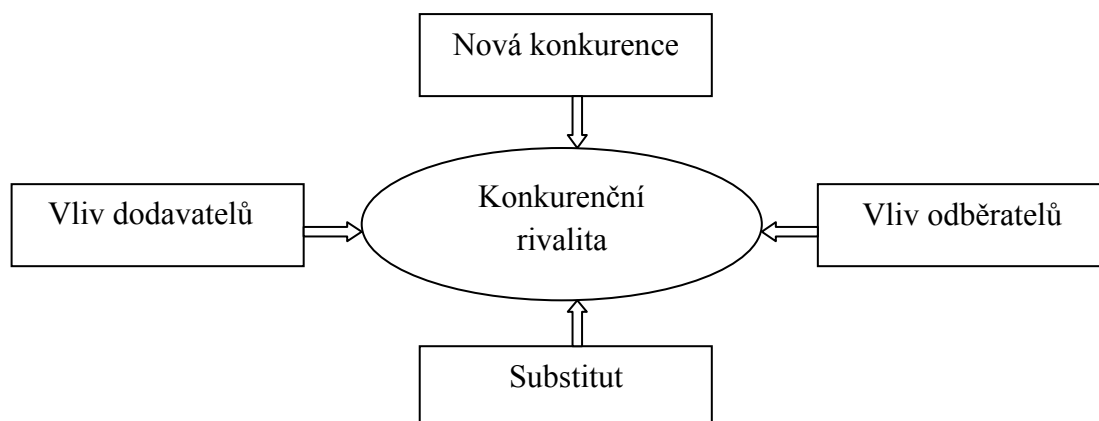 Nová konkurence
Vliv dodavatelů
Konkurenční
rivalita
Vliv odběratelů
Substitut